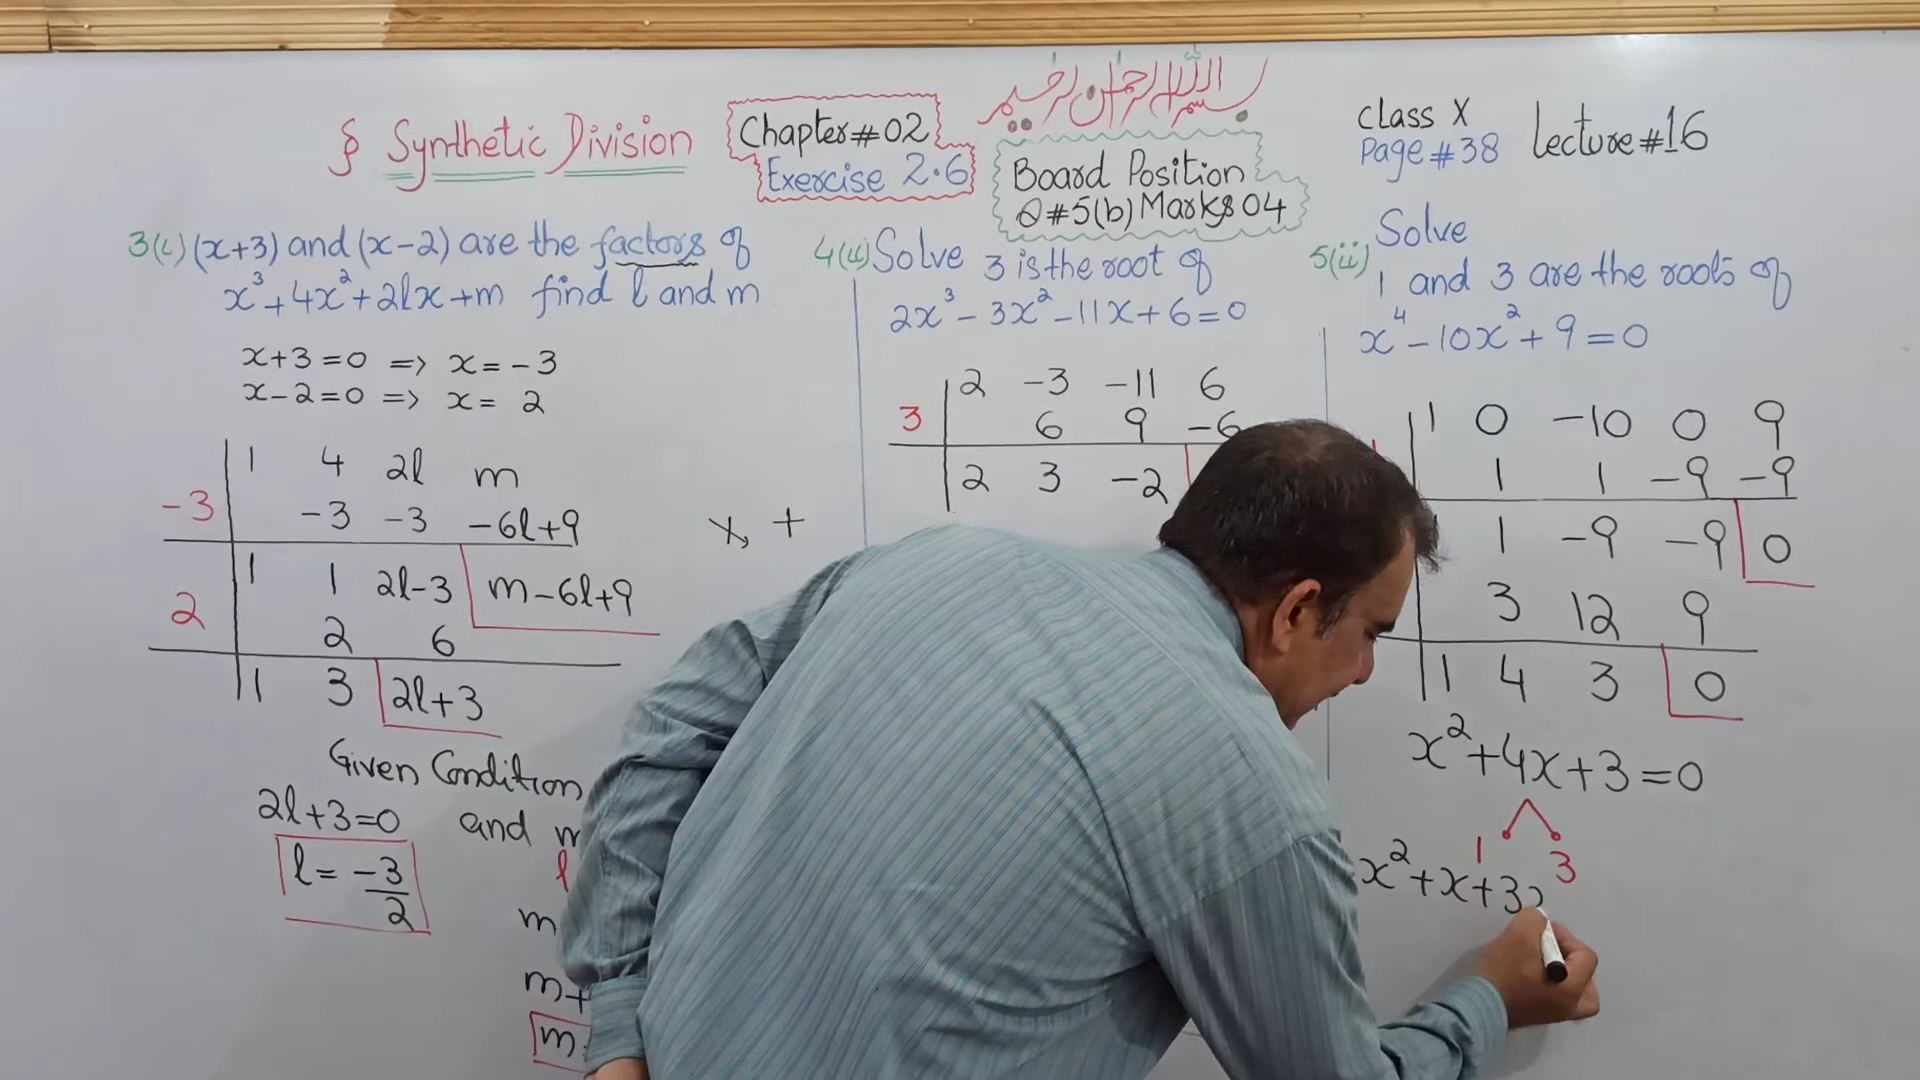 بسم الله الرحمن الرحيم
§ Synthetic Division
Chapter#02
Exercise 2.6
Board Position
Q#5(b) Marks 04
Class X
Page#38
Lecture#16
3(i) (x+3) and (x-2) are the factors of
x³+4x²+2lx+m find l and m
x+3=0 => x=-3
x-2=0 => x=2
1 4 2l m
-3 -3 -3 -6l+9
1 1 2l-3 m-6l+9
2 2 6
1 3 2l+3
x, +
Given Condition
2l+3=0 and m
l
l=-3/2
m
m+
m
4(ii) Solve 3 is the root of
2x³-3x²-11x+6=0
2 -3 -11 6
3 6 9 -6
2 3 -2
5(ii) Solve
1 and 3 are the roots of
x⁴-10x²+9=0
1 0 -10 0 9
1 1 -9 -9
1 -9 -9 0
3 12 9
1 4 3 0
x²+4x+3=0
1 3
x²+x+3